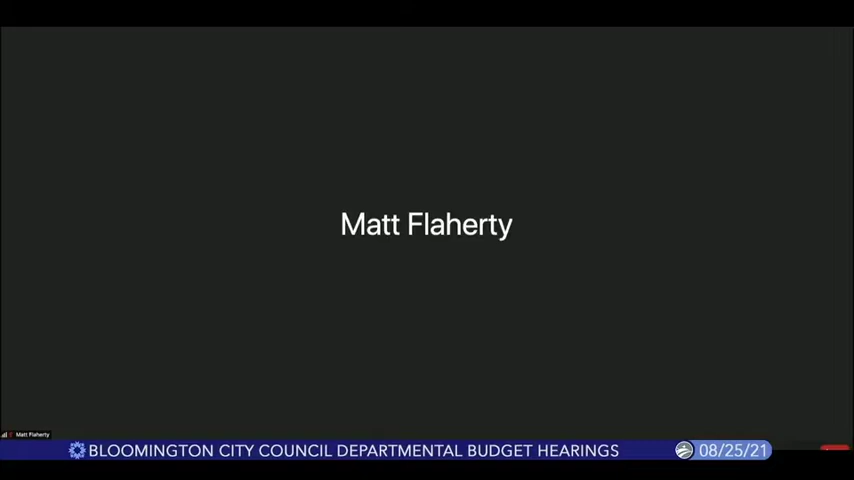 Matt Flaherty
Matt Flaherty
BLOOMINGTON CITY COUNCIL DEPARTMENTAL BUDGET HEARINGS
08/25/21